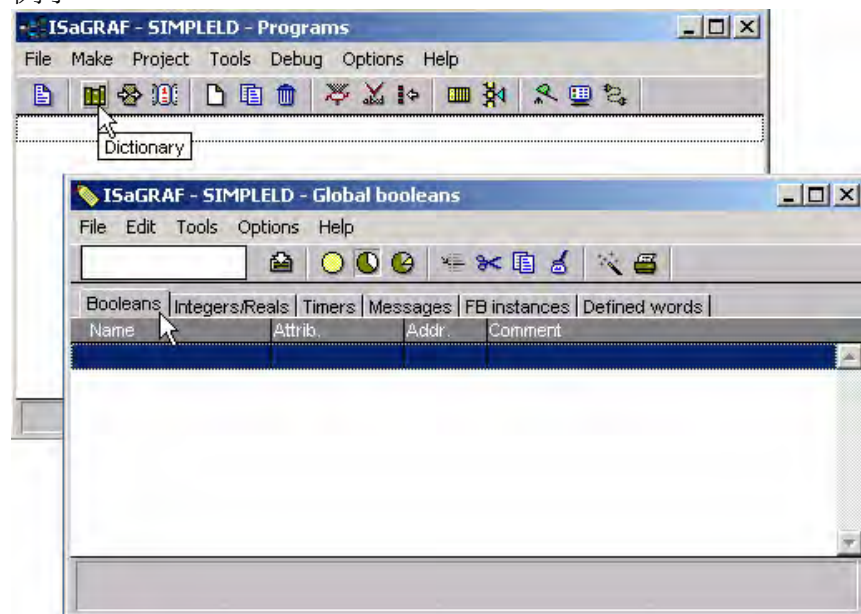 ISaGRAF - SIMPLELD - Programs
File Make Project Tools Debug Options Help
Dictionary
ISaGRAF - SIMPLELD - Global booleans
File Edit Tools Options Help
Booleans Integers/Reals Timers Messages FB instances Defined words
Name Attrib. Addr. Comment